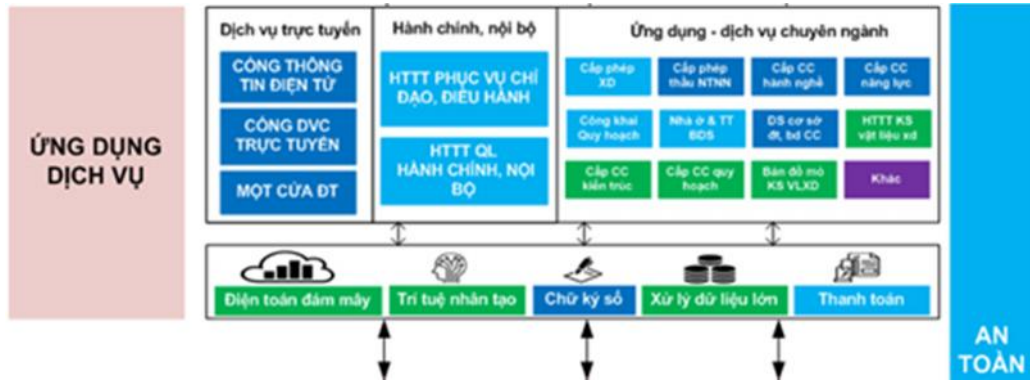 Dịch vụ trực tuyến
Hành chính, nội bộ
Ứng dụng - dịch vụ chuyên ngành
CỔNG THÔNG
TIN ĐIỆN TỬ
CỔNG DVC
TRỰC TUYẾN
MỘT CỬA ĐT
HTTT PHỤC VỤ CHỈ
ĐẠO, ĐIỀU HÀNH
HTTT QL
HÀNH CHÍNH, NỘI
BỘ
Cấp phép
XD
Cấp phép
thầu NTNN
Cấp CC
hành nghề
Cấp CC
năng lực
Công khai
Quy hoạch
Nhà ở & TT
BDS
DS cơ sở
đt, bd CC
HTTT KS
vật liệu xd
Cấp CC
kiến trúc
Cấp CC quy
hoạch
Bản đồ mỏ
KS VLXD
Khác
ỨNG DỤNG
DỊCH VỤ
Điện toán đám mây
Trí tuệ nhân tạo
Chữ ký số
Xử lý dữ liệu lớn
Thanh toán
AN
TOÀN